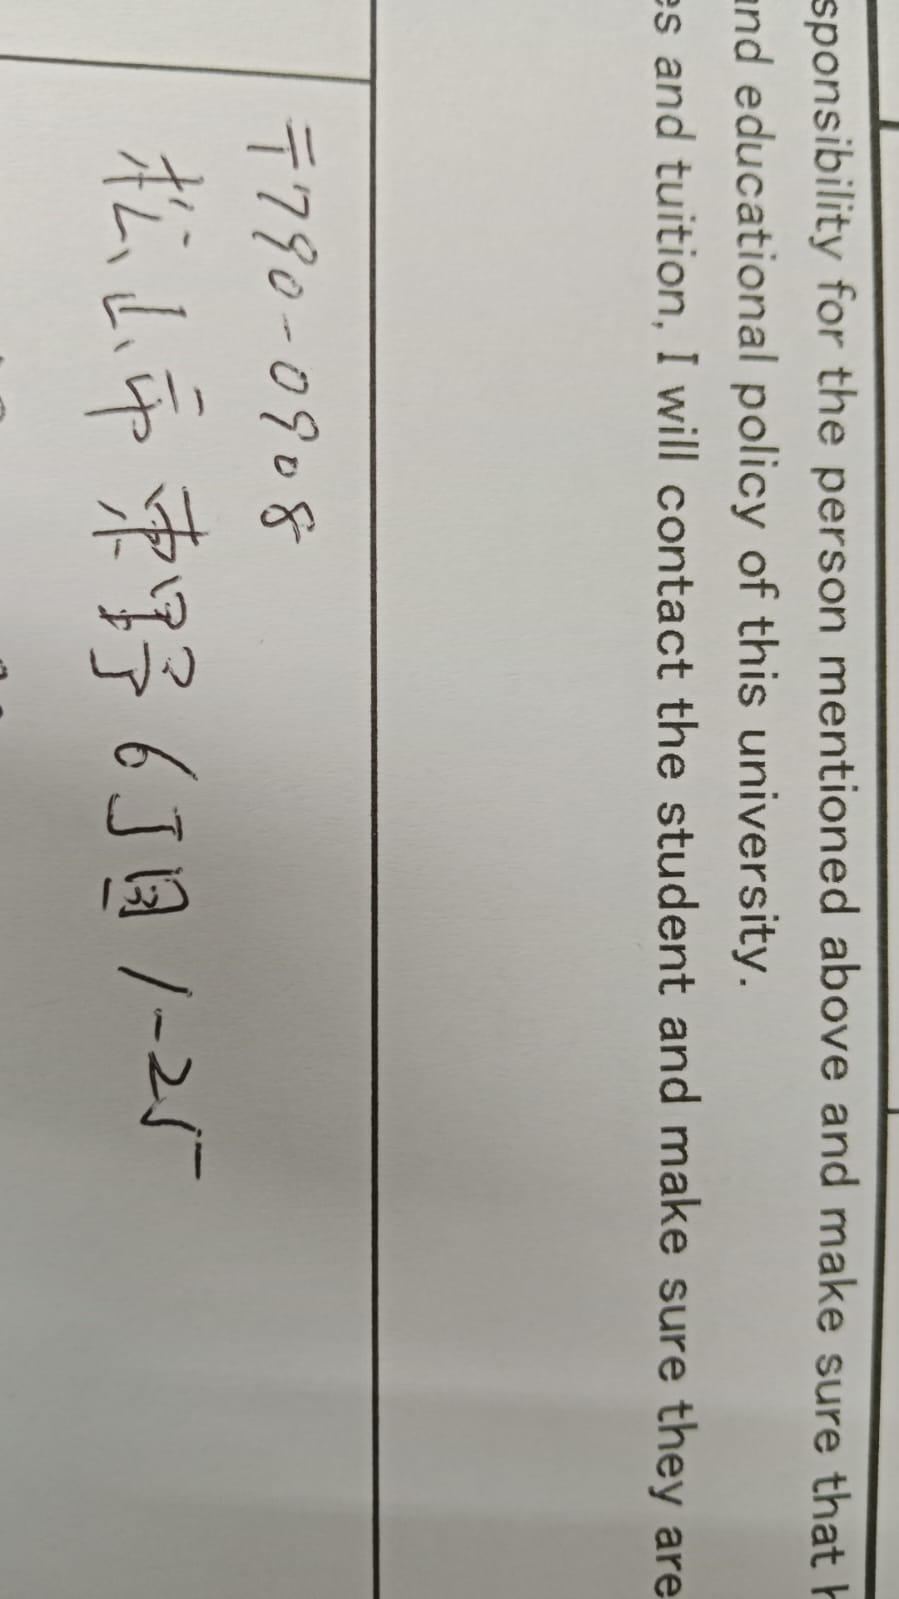 sponsibility for the person mentioned above and make sure that
and educational policy of this university.
es and tuition, I will contact the student and make sure they are
〒790-0908
松山市東野6丁目1-25